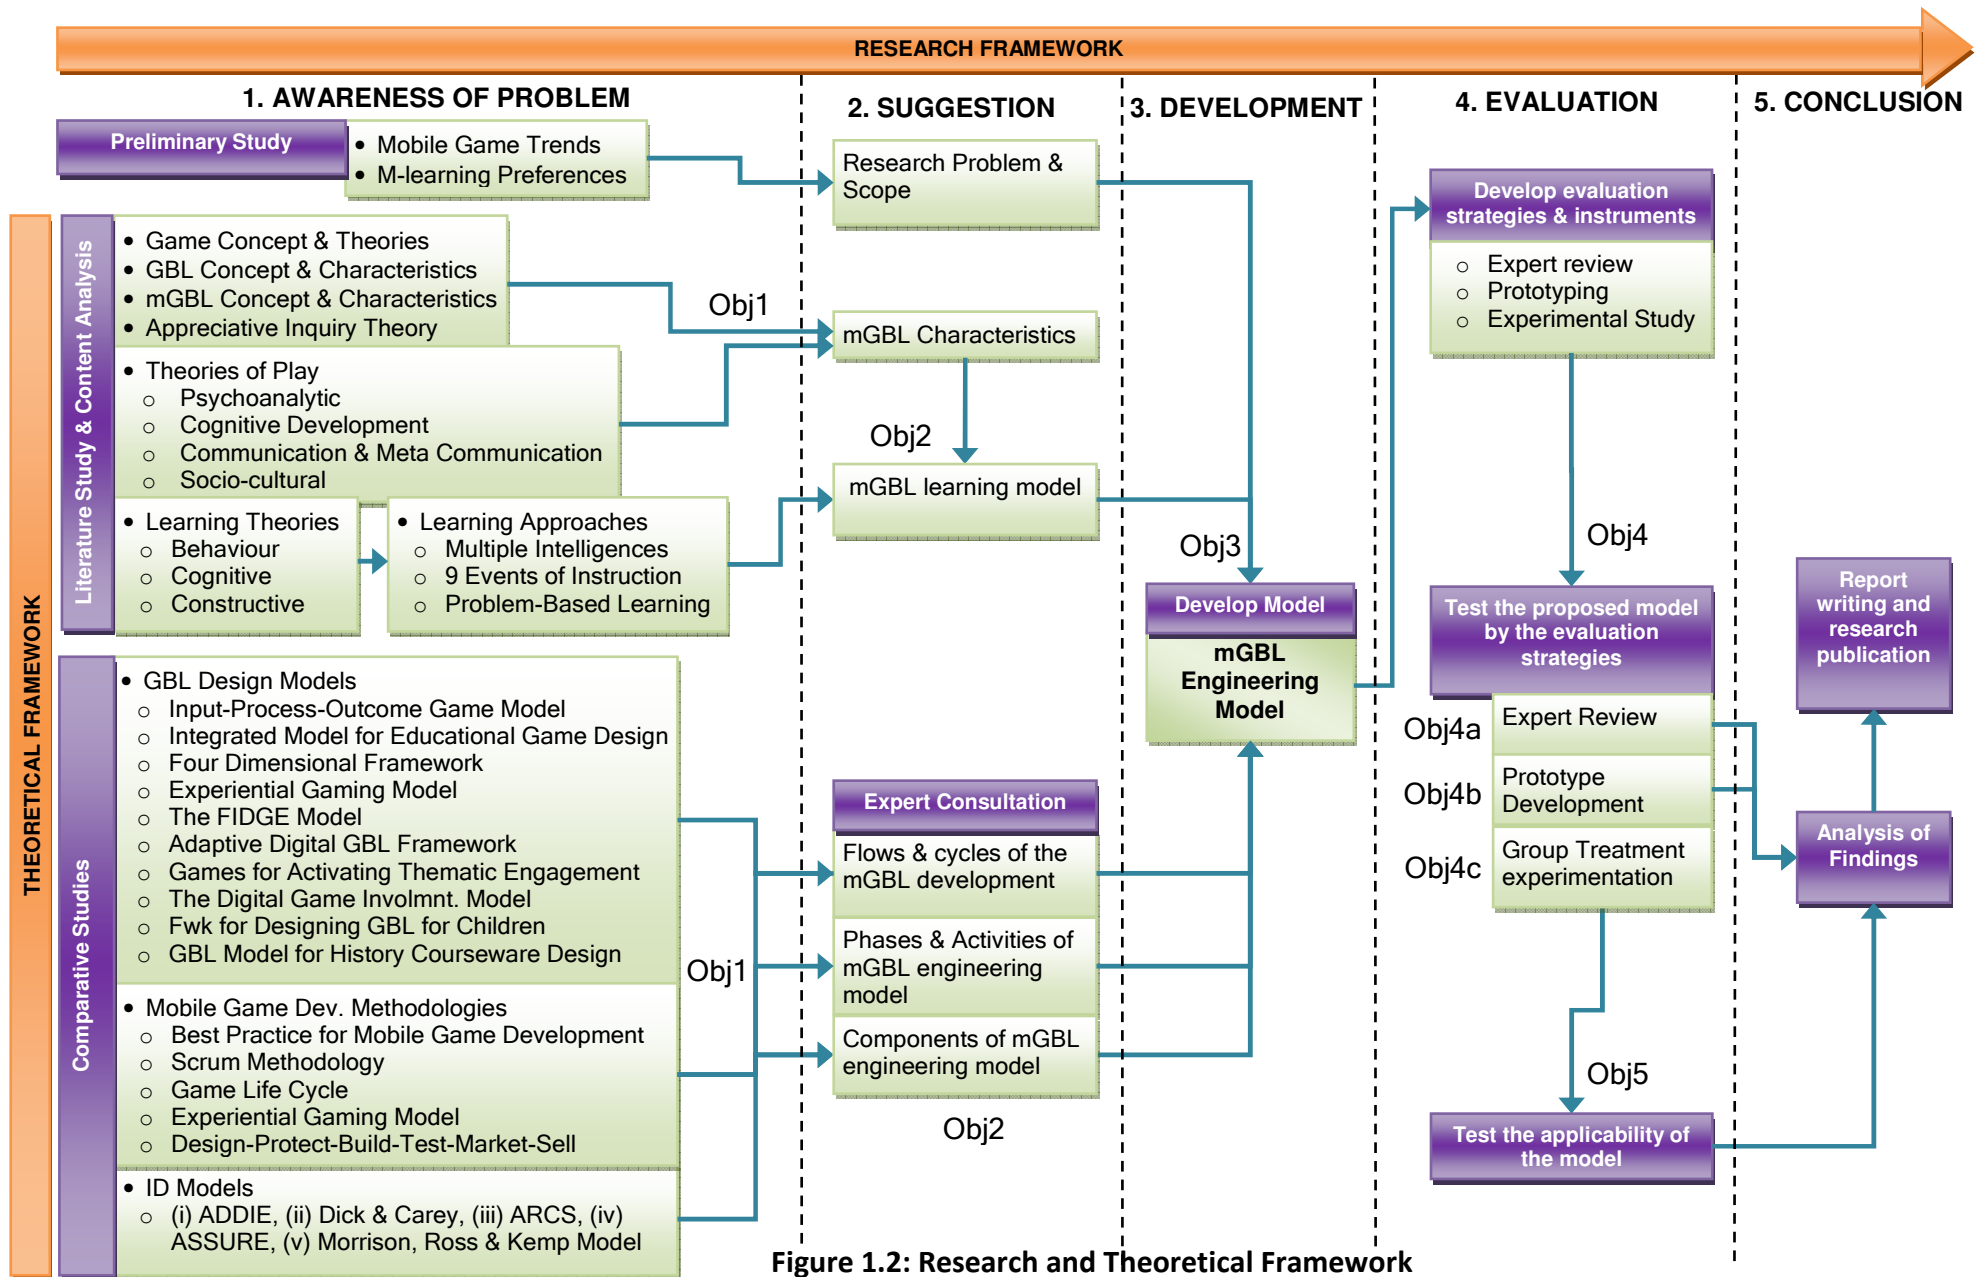 RESEARCH FRAMEWORK
1. AWARENESS OF PROBLEM
2. SUGGESTION
3. DEVELOPMENT
4. EVALUATION
5. CONCLUSION
THEORETICAL FRAMEWORK
Preliminary Study
• Mobile Game Trends
• M-learning Preferences
Literature Study & Content Analysis
• Game Concept & Theories
• GBL Concept & Characteristics
• mGBL Concept & Characteristics
• Appreciative Inquiry Theory
• Theories of Play
o Psychoanalytic
o Cognitive Development
o Communication & Meta Communication
o Socio-cultural
• Learning Theories
o Behaviour
o Cognitive
o Constructive
• Learning Approaches
o Multiple Intelligences
o 9 Events of Instruction
o Problem-Based Learning
Comparative Studies
• GBL Design Models
o Input-Process-Outcome Game Model
o Integrated Model for Educational Game Design
o Four Dimensional Framework
o Experiential Gaming Model
o The FIDGE Model
o Adaptive Digital GBL Framework
o Games for Activating Thematic Engagement
o The Digital Game Involmnt. Model
o Fwk for Designing GBL for Children
o GBL Model for History Courseware Design
• Mobile Game Dev. Methodologies
o Best Practice for Mobile Game Development
o Scrum Methodology
o Game Life Cycle
o Experiential Gaming Model
o Design-Protect-Build-Test-Market-Sell
• ID Models
o (i) ADDIE, (ii) Dick & Carey, (iii) ARCS, (iv)
ASSURE, (v) Morrison, Ross & Kemp Model
Obj1
Obj1
Research Problem &
Scope
mGBL Characteristics
Obj2
mGBL learning model
Expert Consultation
Flows & cycles of the
mGBL development
Phases & Activities of
mGBL engineering
model
Components of mGBL
engineering model
Obj2
Obj3
Develop Model
mGBL
Engineering
Model
Develop evaluation
strategies & instruments
o Expert review
o Prototyping
o Experimental Study
Obj4
Test the proposed model
by the evaluation
strategies
Obj4a
Expert Review
Obj4b
Prototype
Development
Obj4c
Group Treatment
experimentation
Obj5
Test the applicability of
the model
Report
writing and
research
publication
Analysis of
Findings
Figure 1.2: Research and Theoretical Framework